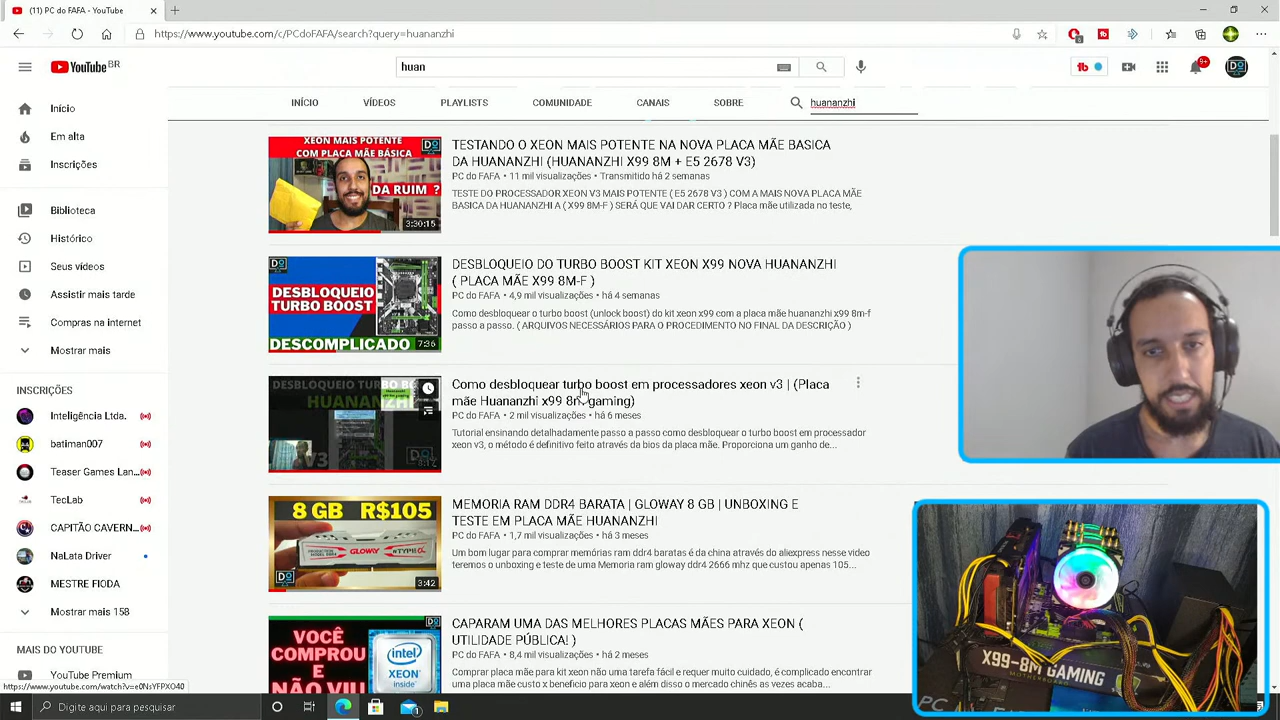 (11) PC do FAFA - YouTube
https://www.youtube.com/c/PCdoFAFA/search?query=huananzhi
YouTube BR
huan
9+
INÍCIO VÍDEOS PLAYLISTS COMUNIDADE CANAIS SOBRE huananzhi
Início
Em alta
Inscrições
Biblioteca
Histórico
Seus vídeos
Assistir mais tarde
Compras na internet
Mostrar mais
INSCRIÇÕES
Inteligência Ltda.
batiman007
Teaser Games Lan...
TecLab
CAPITÃO CAVERN...
NaLata Driver
MESTRE FIODA
Mostrar mais 158
MAIS DO YOUTUBE
YouTube Premium
XEON MAIS POTENTE
COM PLACA MÃE BÁSICA
DA RUIM ?
3:30:15
TESTANDO O XEON MAIS POTENTE NA NOVA PLACA MÃE BASICA
DA HUANANZHI (HUANANZHI X99 8M + E5 2678 V3)
PC do FAFA • 11 mil visualizações • Transmitido há 2 semanas
TESTE DO PROCESSADOR XEON V3 MAIS POTENTE ( E5 2678 V3 ) COM A MAIS NOVA PLACA MÃE
BASICA DA HUANANZHI A ( X99 8M-F ) SERÁ QUE VAI DAR CERTO ? Placa mãe utilizada no teste,
DESBLOQUEIO
TURBO BOOST
DESCOMPLICADO
7:36
DESBLOQUEIO DO TURBO BOOST KIT XEON X99 NOVA HUANANZHI
( PLACA MÃE X99 8M-F )
PC do FAFA • 4,9 mil visualizações • há 4 semanas
Como desbloquear o turbo boost (unlock boost) do kit xeon x99 com a placa mãe huananzhi x99 8m-f
passo a passo. ( ARQUIVOS NECESSÁRIOS PARA O PROCEDIMENTO NO FINAL DA DESCRIÇÃO )
Como desbloquear turbo boost em processadores xeon v3 | (Placa
mãe Huananzhi x99 8m gaming)
PC do FAFA • 2 mil visualizações • há 6 meses
Tutorial ensinando detalhadamente passo a passo como desbloquear o turbo boost em processador
xeon v3, o método é definitivo feito através da bios da placa mãe. Proporciona um ganho de...
8 GB R$105
GLOWAY
3:42
MEMORIA RAM DDR4 BARATA | GLOWAY 8 GB | UNBOXING E
TESTE EM PLACA MÃE HUANANZHI
PC do FAFA • 1,7 mil visualizações • há 3 meses
Um bom lugar para comprar memórias ram ddr4 baratas é da china através do aliexpress nesse video
teremos o unboxing e teste de uma Memoria ram gloway ddr4 2666 mhz que custou apenas 105...
VOCÊ
COMPROU
E
NÃO VIU
intel
XEON
inside
CAPARAM UMA DAS MELHORES PLACAS MÃES PARA XEON (
UTILIDADE PÚBLICA! )
PC do FAFA • 8,4 mil visualizações • há 2 meses
Comprar placa mãe para kit xeon não uma tarefa fácil e requer muito cuidado, é complicado encontrar
uma placa mãe custo x beneficio para xeon e além disso o mercado chinês as vezes acaba...
X99-8M GAMING
MOTHERBOARD
https://www.youtube.com/watch?v=e0NsYFPXO40
Digite aqui para pesquisar